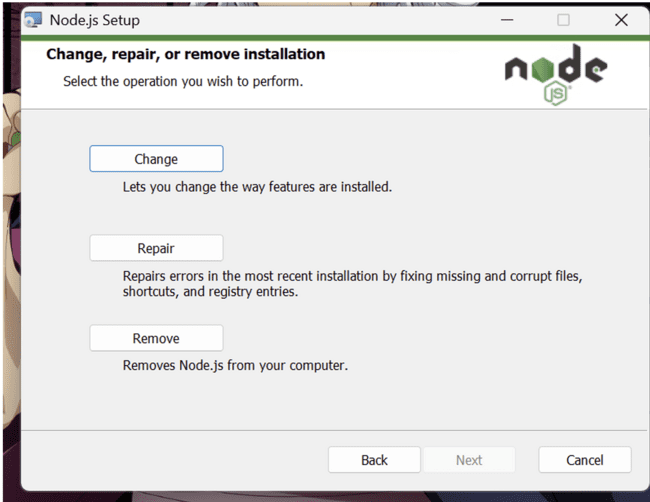 Node.js Setup
Change, repair, or remove installation
Select the operation you wish to perform.
node
JS
Change
Lets you change the way features are installed.
Repair
Repairs errors in the most recent installation by fixing missing and corrupt files,
shortcuts, and registry entries.
Remove
Removes Node.js from your computer.
Back
Next
Cancel